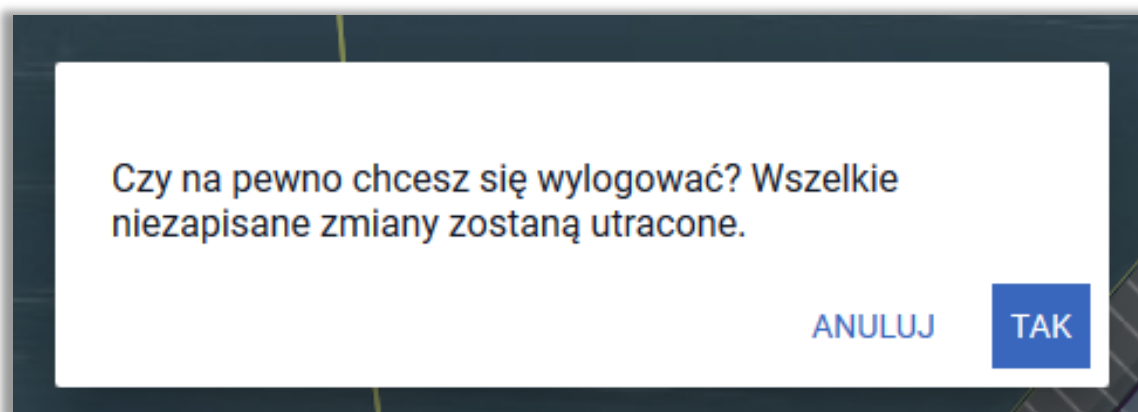 Czy na pewno chcesz się wylogować? Wszelkie
niezapisane zmiany zostaną utracone.
ANULUJ TAK